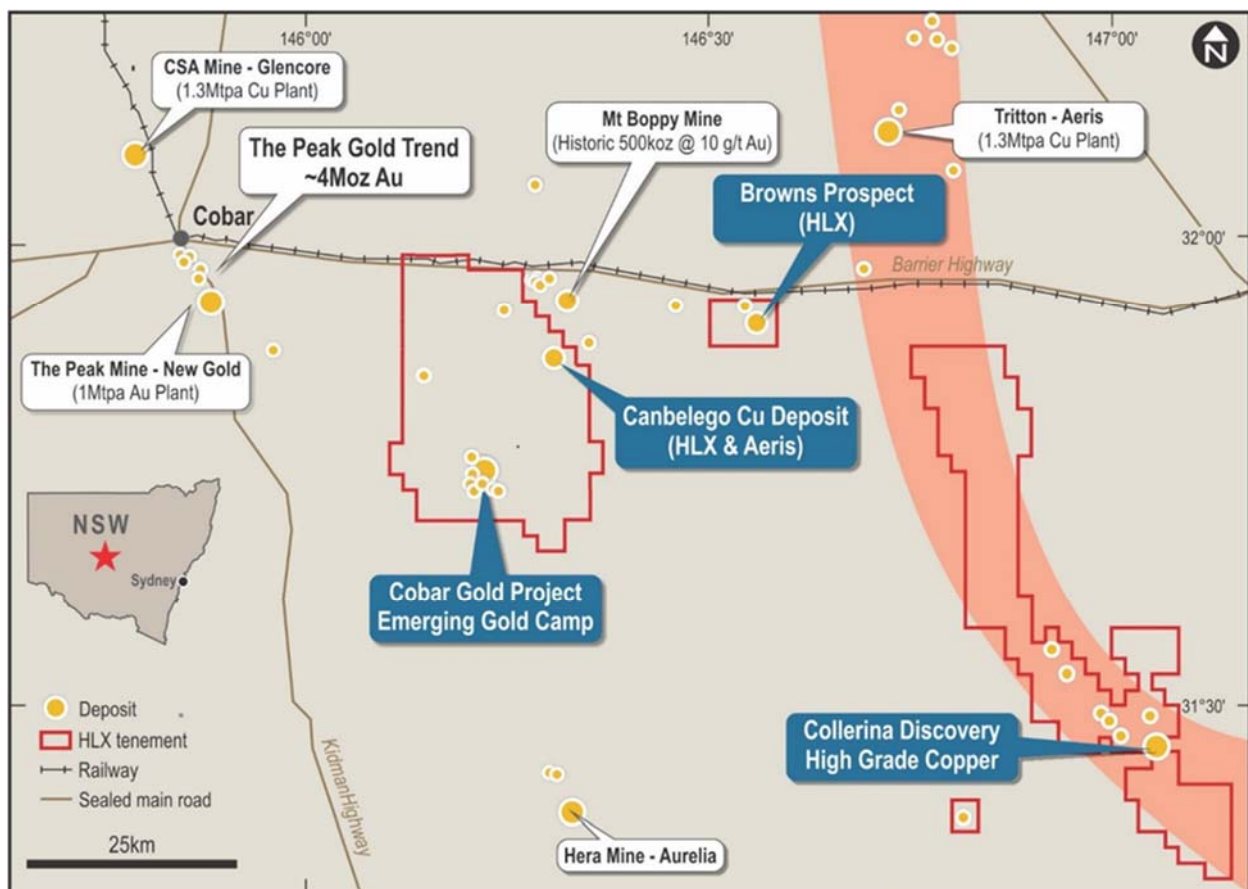 146°00'
146°30'
147°00'
N
CSA Mine - Glencore
(1.3Mtpa Cu Plant)
The Peak Gold Trend
~4Moz Au
Mt Boppy Mine
(Historic 500koz @ 10 g/t Au)
Tritton - Aeris
(1.3Mtpa Cu Plant)
Browns Prospect
(HLX)
Cobar
32°00'
Barrier Highway
The Peak Mine - New Gold
(1Mtpa Au Plant)
Canbelego Cu Deposit
(HLX & Aeris)
NSW
Sydney
Cobar Gold Project
Emerging Gold Camp
31°30'
Collerina Discovery
High Grade Copper
Deposit
HLX tenement
Railway
Sealed main road
25km
KidmanHighway
Hera Mine - Aurelia